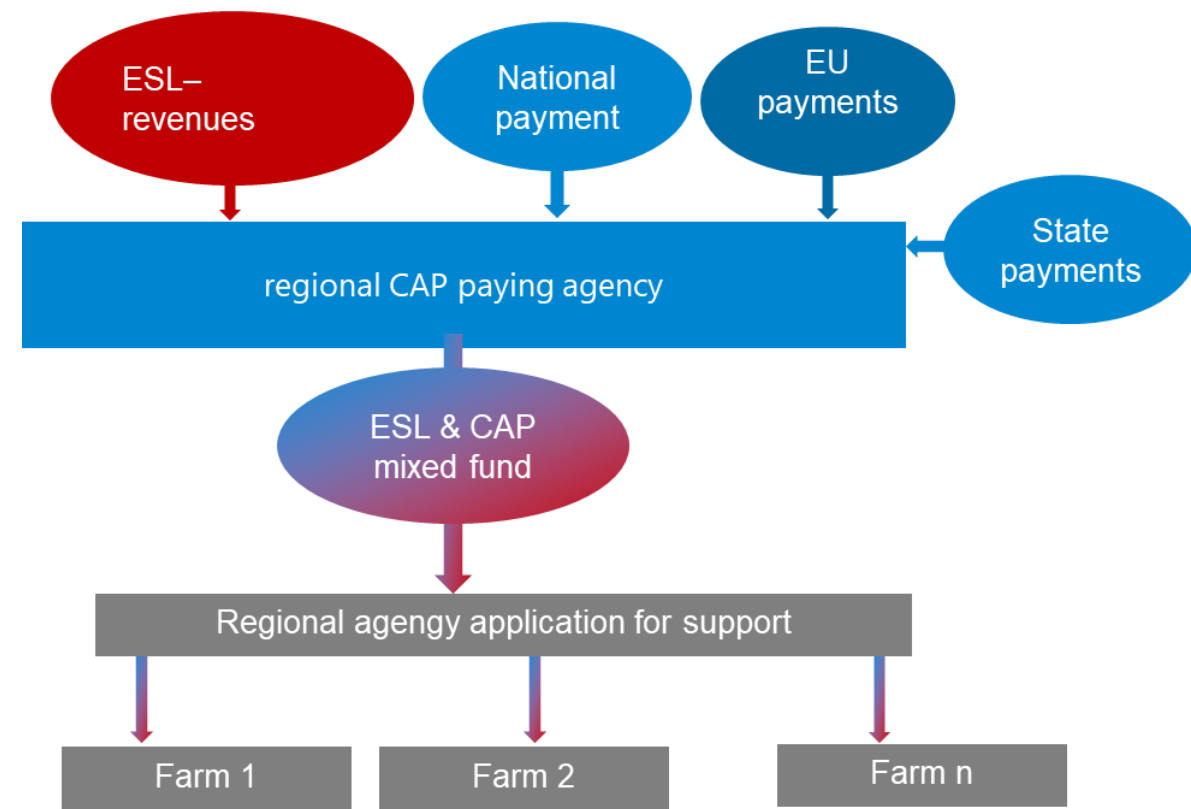 ESL–
revenues
National
payment
EU
payments
State
payments
regional CAP paying agency
ESL & CAP
mixed fund
Regional agengy application for support
Farm 1
Farm 2
Farm n